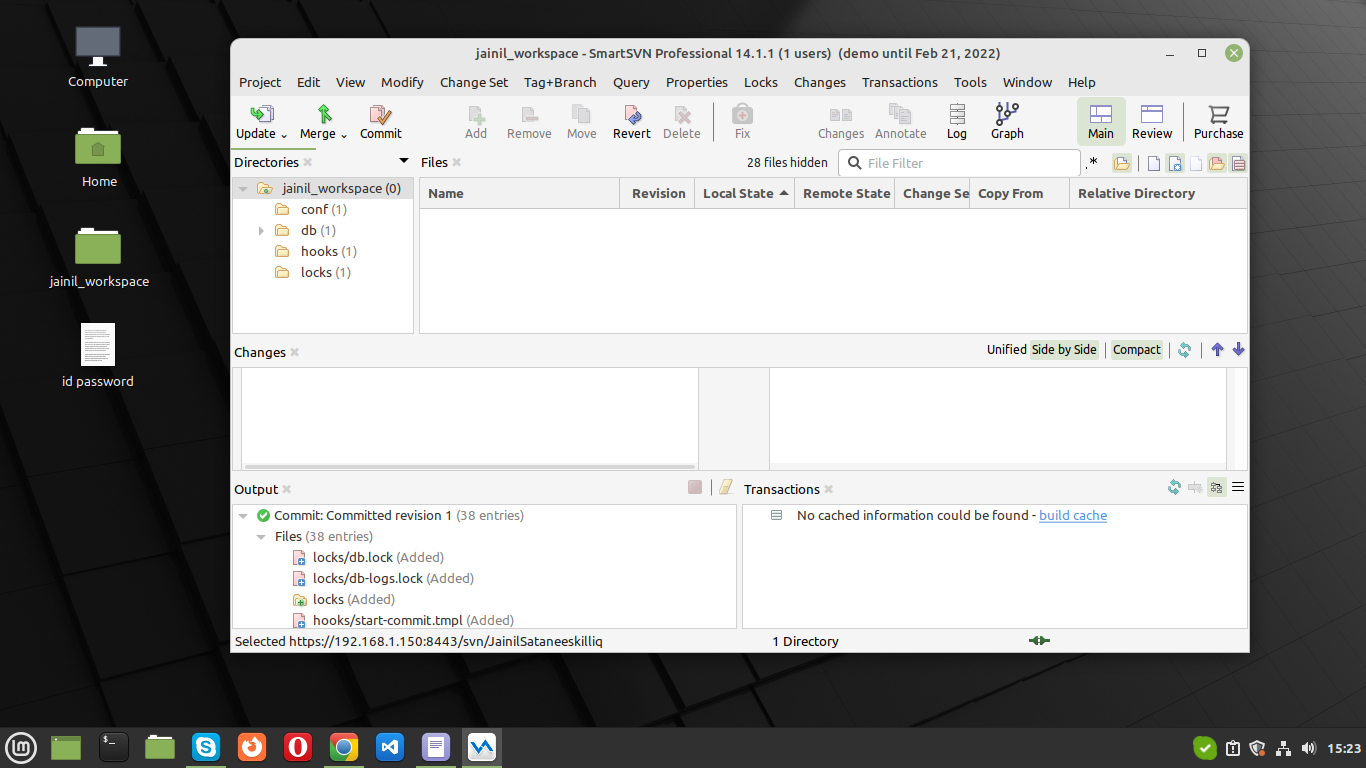 Computer
Home
jainil_workspace
id password
jainil_workspace - SmartSVN Professional 14.1.1 (1 users)  (demo until Feb 21, 2022)
Project Edit View Modify Change Set Tag+Branch Query Properties Locks Changes Transactions Tools Window Help
Update Merge Commit Add Remove Move Revert Delete Fix Changes Annotate Log Graph Main Review Purchase
Directories
Files 28 files hidden File Filter .*
jainil_workspace (0)
conf (1)
db (1)
hooks (1)
locks (1)
Name Revision Local State Remote State Change Se Copy From Relative Directory
Changes Unified Side by Side Compact
Output
Commit: Committed revision 1 (38 entries)
Files (38 entries)
locks/db.lock (Added)
locks/db-logs.lock (Added)
locks (Added)
hooks/start-commit.tmpl (Added)
Transactions
No cached information could be found - build cache
Selected https://192.168.1.150:8443/svn/JainilSataneeskilliq 1 Directory
15:23